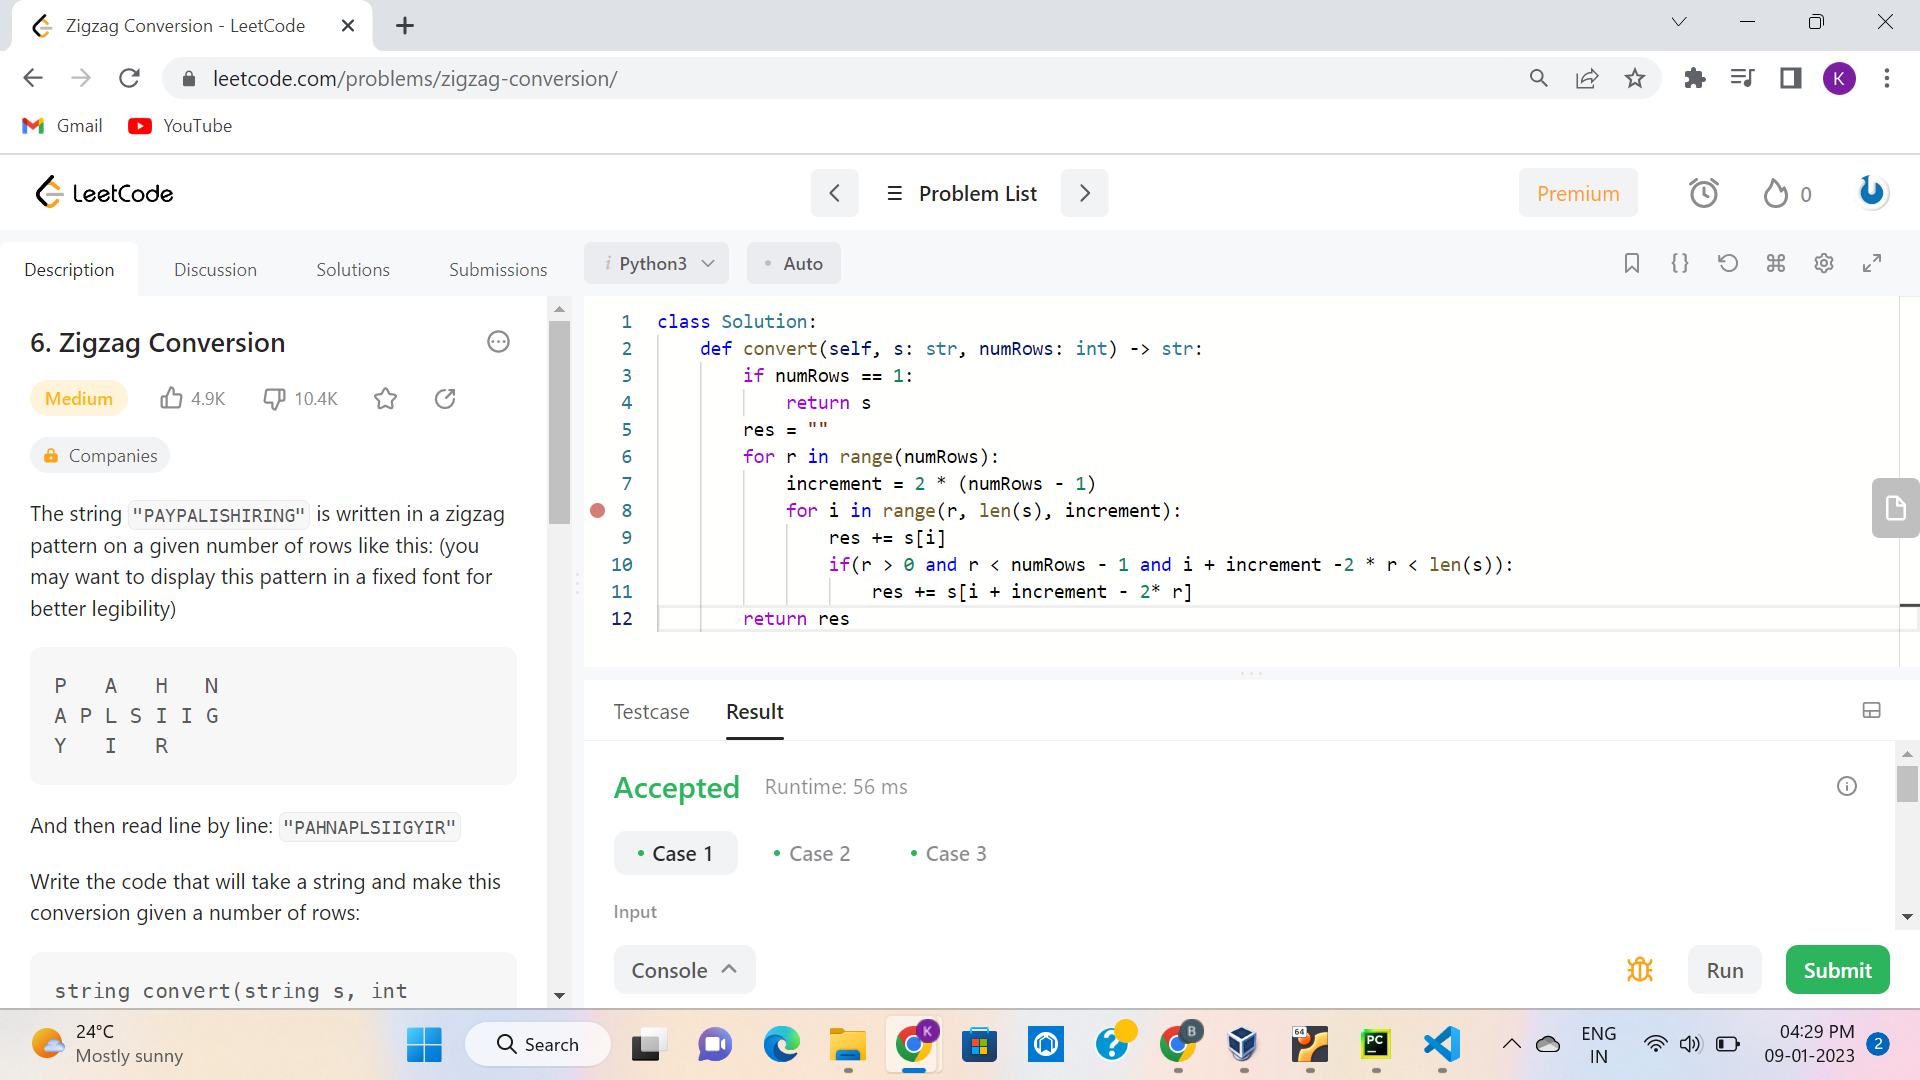 Zigzag Conversion - LeetCode
leetcode.com/problems/zigzag-conversion/
K
Gmail
YouTube
LeetCode
Problem List
Premium
0
Description
Discussion
Solutions
Submissions
i Python3
• Auto
6. Zigzag Conversion
Medium
4.9K
10.4K
Companies
The string "PAYPALISHIRING" is written in a zigzag
pattern on a given number of rows like this: (you
may want to display this pattern in a fixed font for
better legibility)
P A H N
A P L S I I G
Y I R
And then read line by line: "PAHNAPLSIIGYIR"
Write the code that will take a string and make this
conversion given a number of rows:
string convert(string s, int
1 class Solution:
2 def convert(self, s: str, numRows: int) -> str:
3 if numRows == 1:
4 return s
5 res = ""
6 for r in range(numRows):
7 increment = 2 * (numRows - 1)
8 for i in range(r, len(s), increment):
9 res += s[i]
10 if(r > 0 and r < numRows - 1 and i + increment -2 * r < len(s)):
11 res += s[i + increment - 2* r]
12 return res
Testcase
Result
Accepted
Runtime: 56 ms
• Case 1
• Case 2
• Case 3
Input
Console
Run
Submit
24°C
Mostly sunny
Search
K
B
64
PC
ENG
IN
04:29 PM
09-01-2023
2